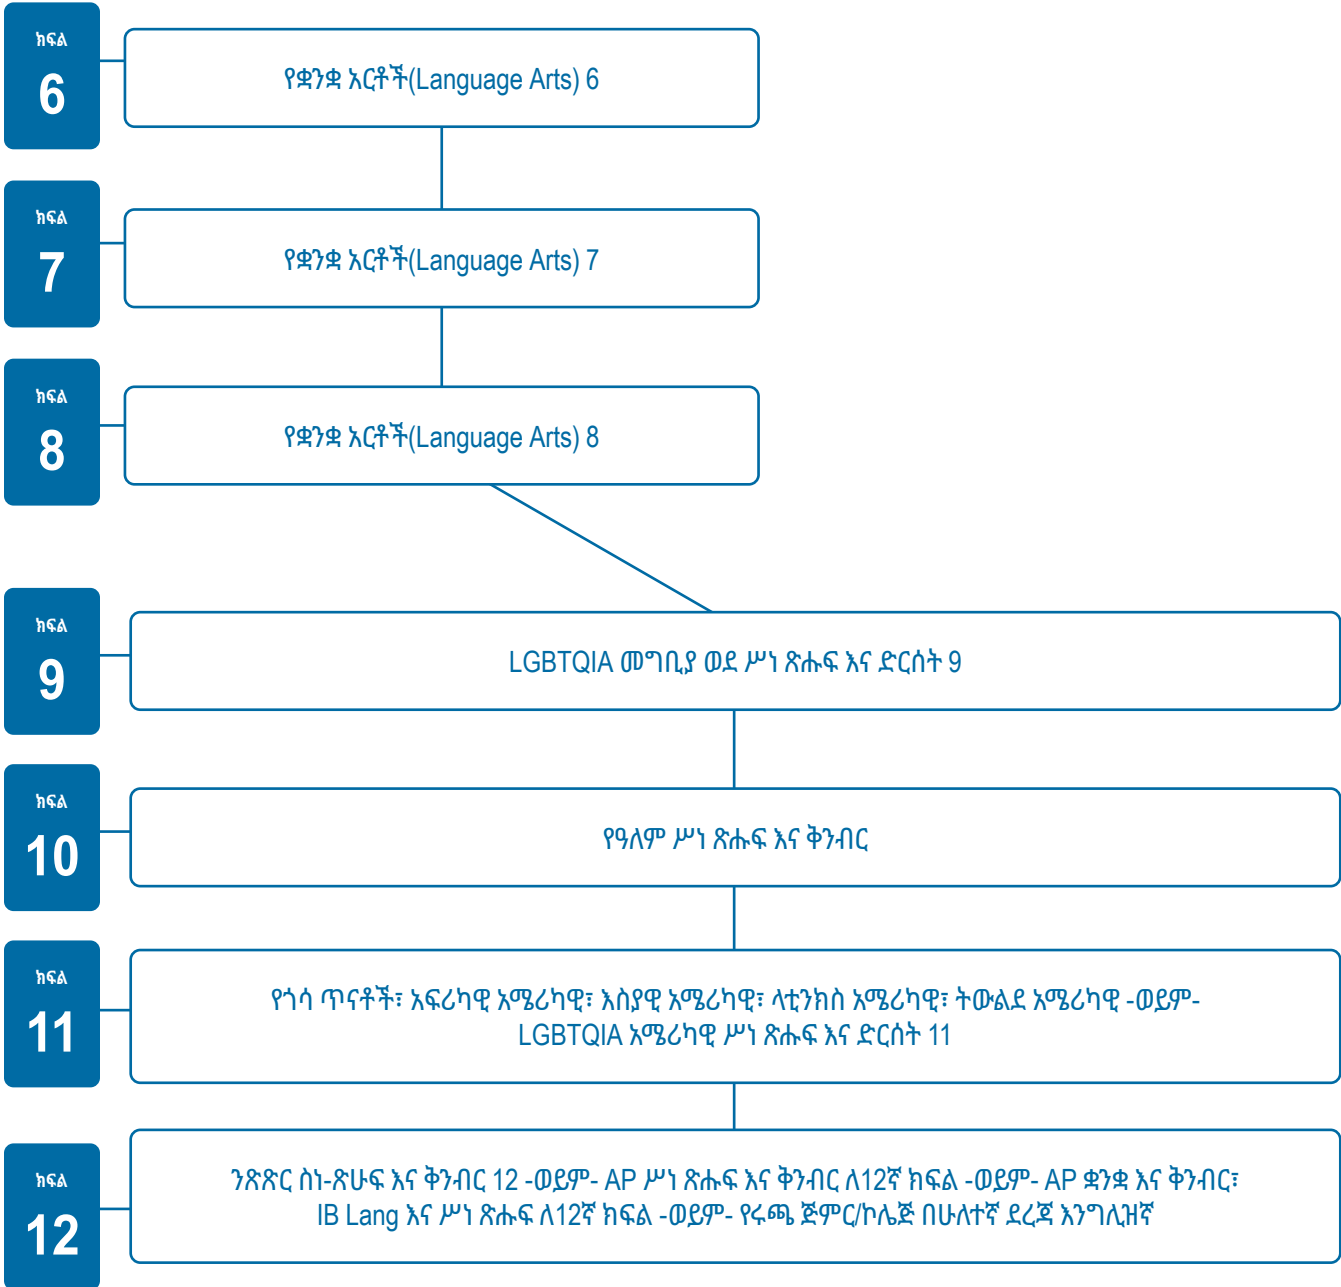 ክፍል
6
የቋንቋ አርቶች(Language Arts) 6
ክፍል
7
የቋንቋ አርቶች(Language Arts) 7
ክፍል
8
የቋንቋ አርቶች(Language Arts) 8
ክፍል
9
LGBTQIA መግቢያ ወደ ሥነ ጽሑፍ እና ድርሰት 9
ክፍል
10
የዓለም ሥነ ጽሑፍ እና ቅንብር
ክፍል
11
የጎሳ ጥናቶች፣ አፍሪካዊ አሜሪካዊ፣ እስያዊ አሜሪካዊ፣ ላቲንክስ አሜሪካዊ፣ ትውልደ አሜሪካዊ -ወይም-
LGBTQIA አሜሪካዊ ሥነ ጽሑፍ እና ድርሰት 11
ክፍል
12
ንጽጽር ስነ-ጽሁፍ እና ቅንብር 12 -ወይም- AP ሥነ ጽሑፍ እና ቅንብር ለ12ኛ ክፍል -ወይም- AP ቋንቋ እና ቅንብር፣
IB Lang እና ሥነ ጽሑፍ ለ12ኛ ክፍል -ወይም- የሩጫ ጅምር/ኮሌጅ በሁለተኛ ደረጃ እንግሊዝኛ